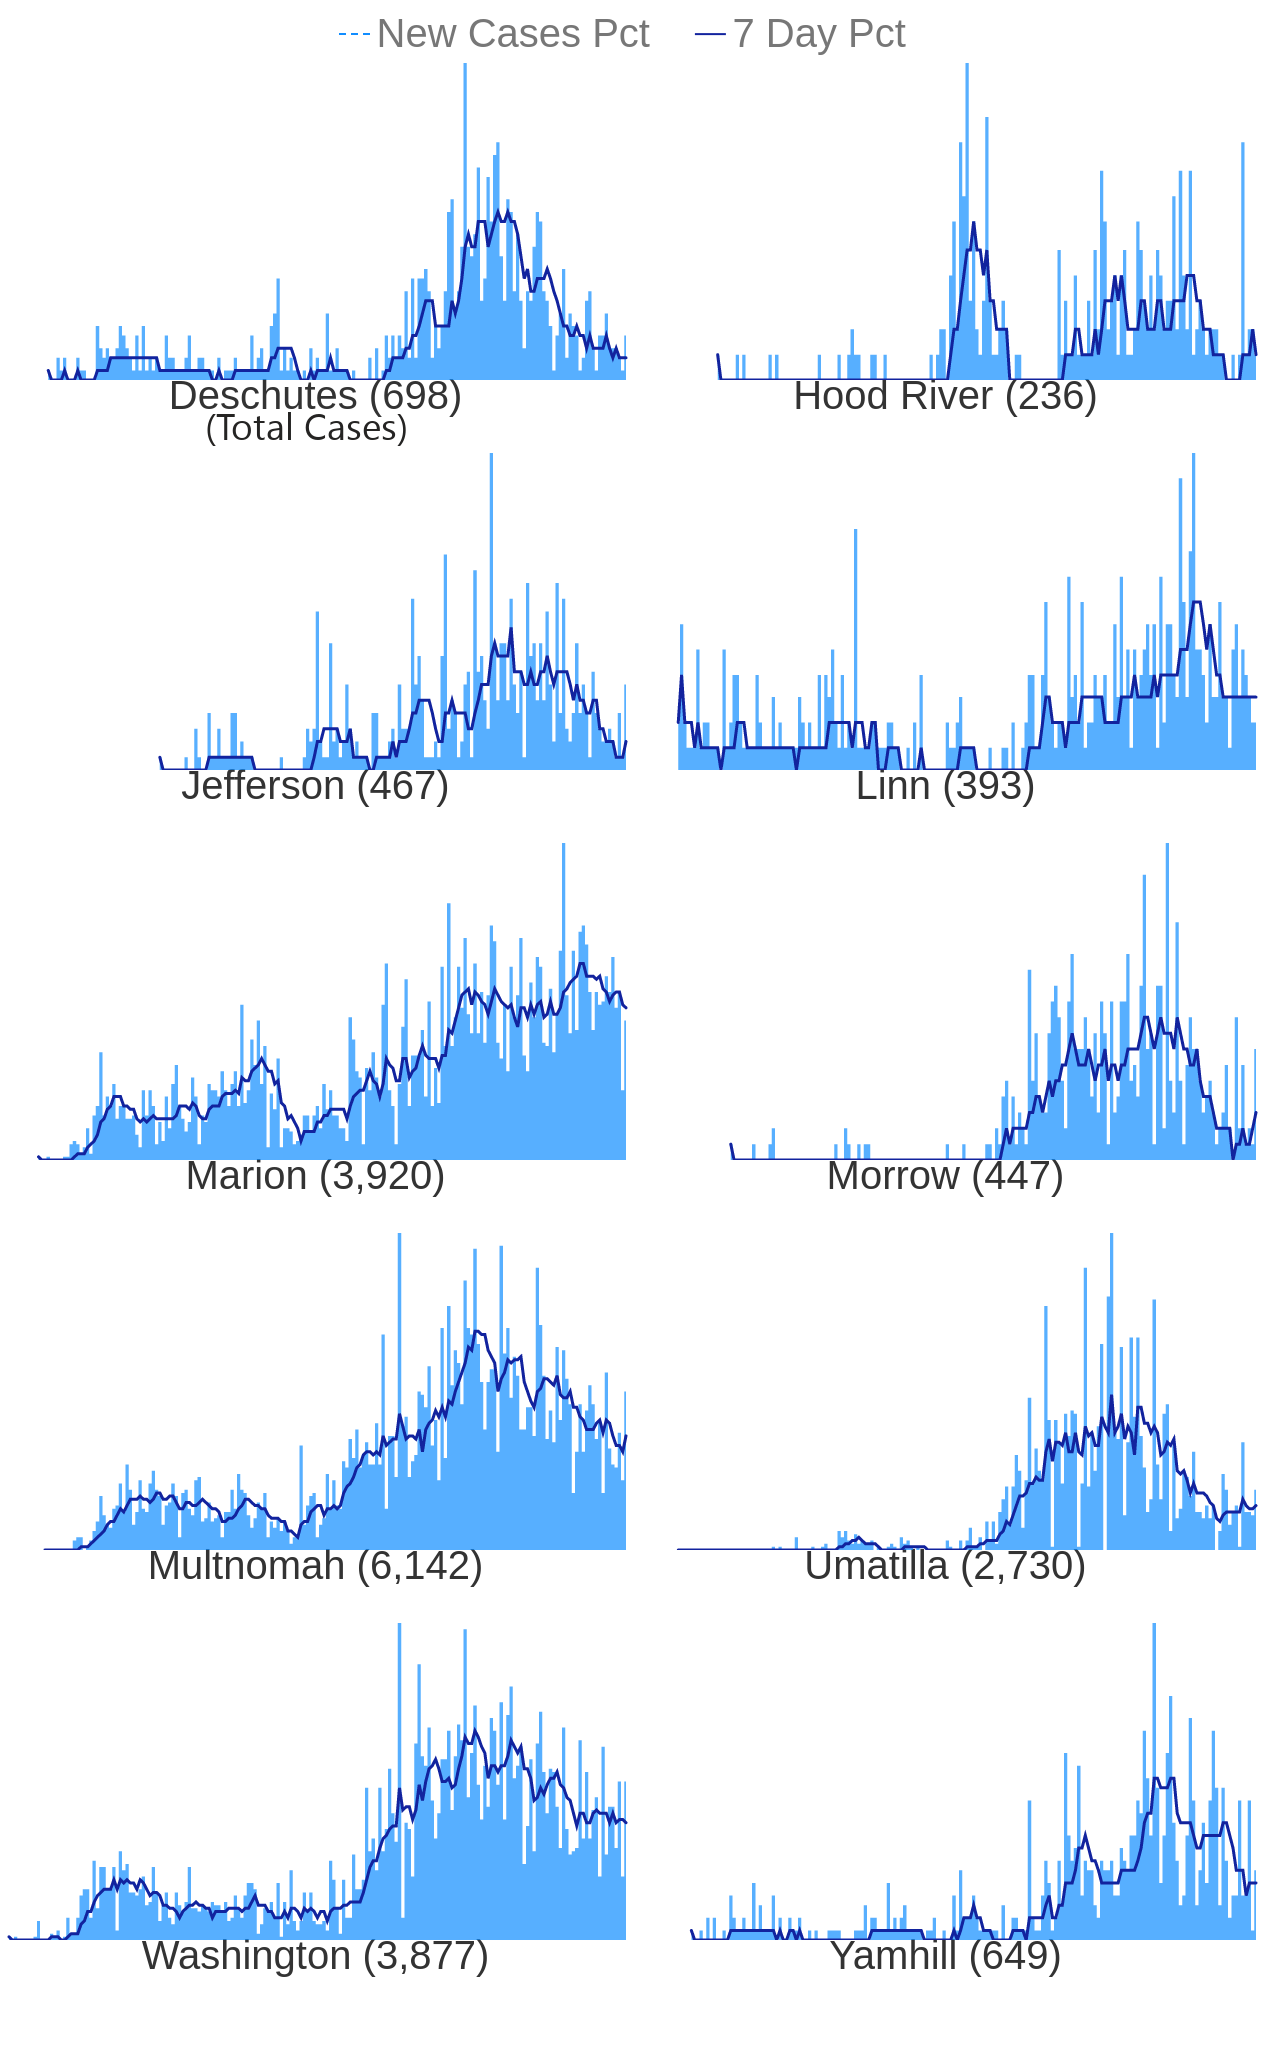 New Cases Pct 7 Day Pct
Deschutes (698) Hood River (236)
(Total Cases)
Jefferson (467) Linn (393)
Marion (3,920) Morrow (447)
Multnomah (6,142) Umatilla (2,730)
Washington (3,877) Yamhill (649)